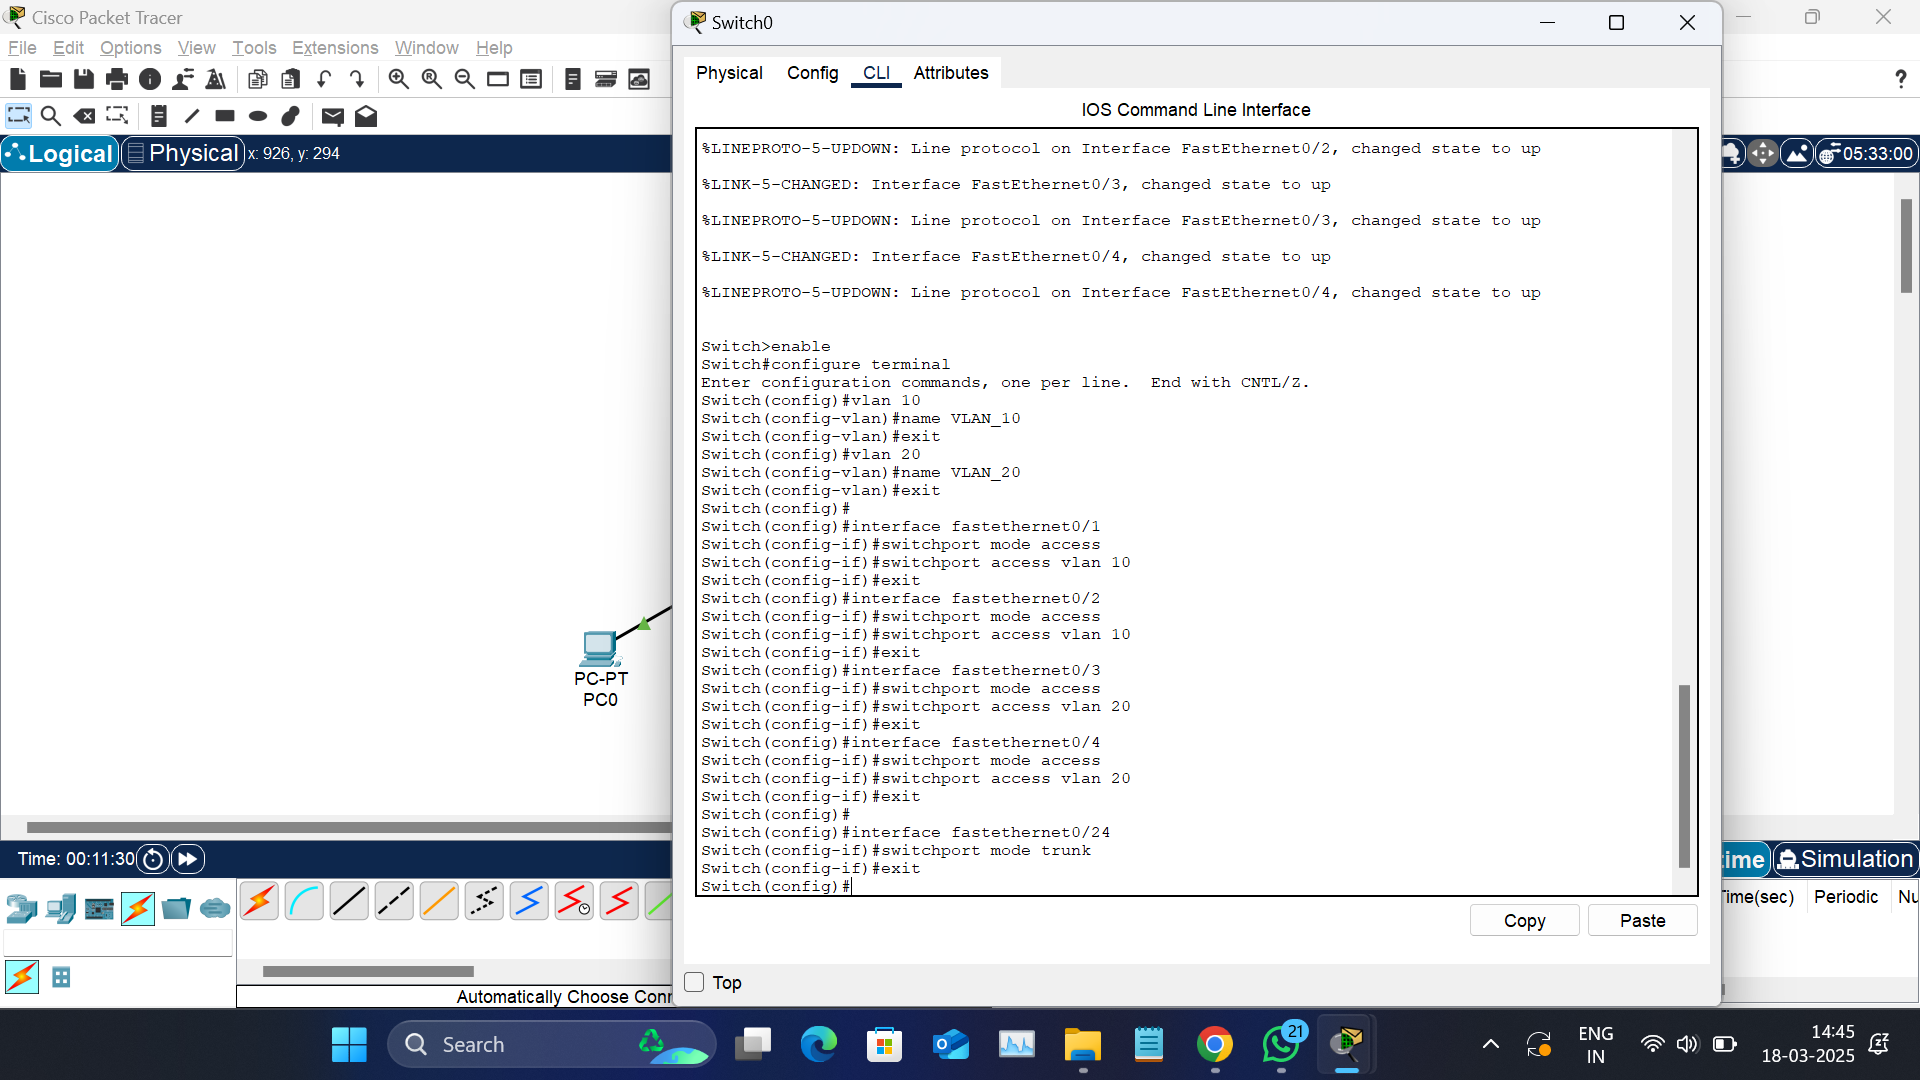 Cisco Packet Tracer
File Edit Options View Tools Extensions Window Help
Logical Physical x: 926, y: 294
PC-PT
PC0
Time: 00:11:30
Automatically Choose
Switch0
Physical Config CLI Attributes
IOS Command Line Interface
%LINEPROTO-5-UPDOWN: Line protocol on Interface FastEthernet0/2, changed state to up
%LINK-5-CHANGED: Interface FastEthernet0/3, changed state to up
%LINEPROTO-5-UPDOWN: Line protocol on Interface FastEthernet0/3, changed state to up
%LINK-5-CHANGED: Interface FastEthernet0/4, changed state to up
%LINEPROTO-5-UPDOWN: Line protocol on Interface FastEthernet0/4, changed state to up
Switch>enable
Switch#configure terminal
Enter configuration commands, one per line.  End with CNTL/Z.
Switch(config)#vlan 10
Switch(config-vlan)#name VLAN_10
Switch(config-vlan)#exit
Switch(config)#vlan 20
Switch(config-vlan)#name VLAN_20
Switch(config-vlan)#exit
Switch(config)#
Switch(config)#interface fastethernet0/1
Switch(config-if)#switchport mode access
Switch(config-if)#switchport access vlan 10
Switch(config-if)#exit
Switch(config)#interface fastethernet0/2
Switch(config-if)#switchport mode access
Switch(config-if)#switchport access vlan 10
Switch(config-if)#exit
Switch(config)#interface fastethernet0/3
Switch(config-if)#switchport mode access
Switch(config-if)#switchport access vlan 20
Switch(config-if)#exit
Switch(config)#interface fastethernet0/4
Switch(config-if)#switchport mode access
Switch(config-if)#switchport access vlan 20
Switch(config-if)#exit
Switch(config)#
Switch(config)#interface fastethernet0/24
Switch(config-if)#switchport mode trunk
Switch(config-if)#exit
Switch(config)#
Copy Paste
Top
?
05:33:00
Simulation
Periodic
Search
21
ENG
IN
14:45
18-03-2025